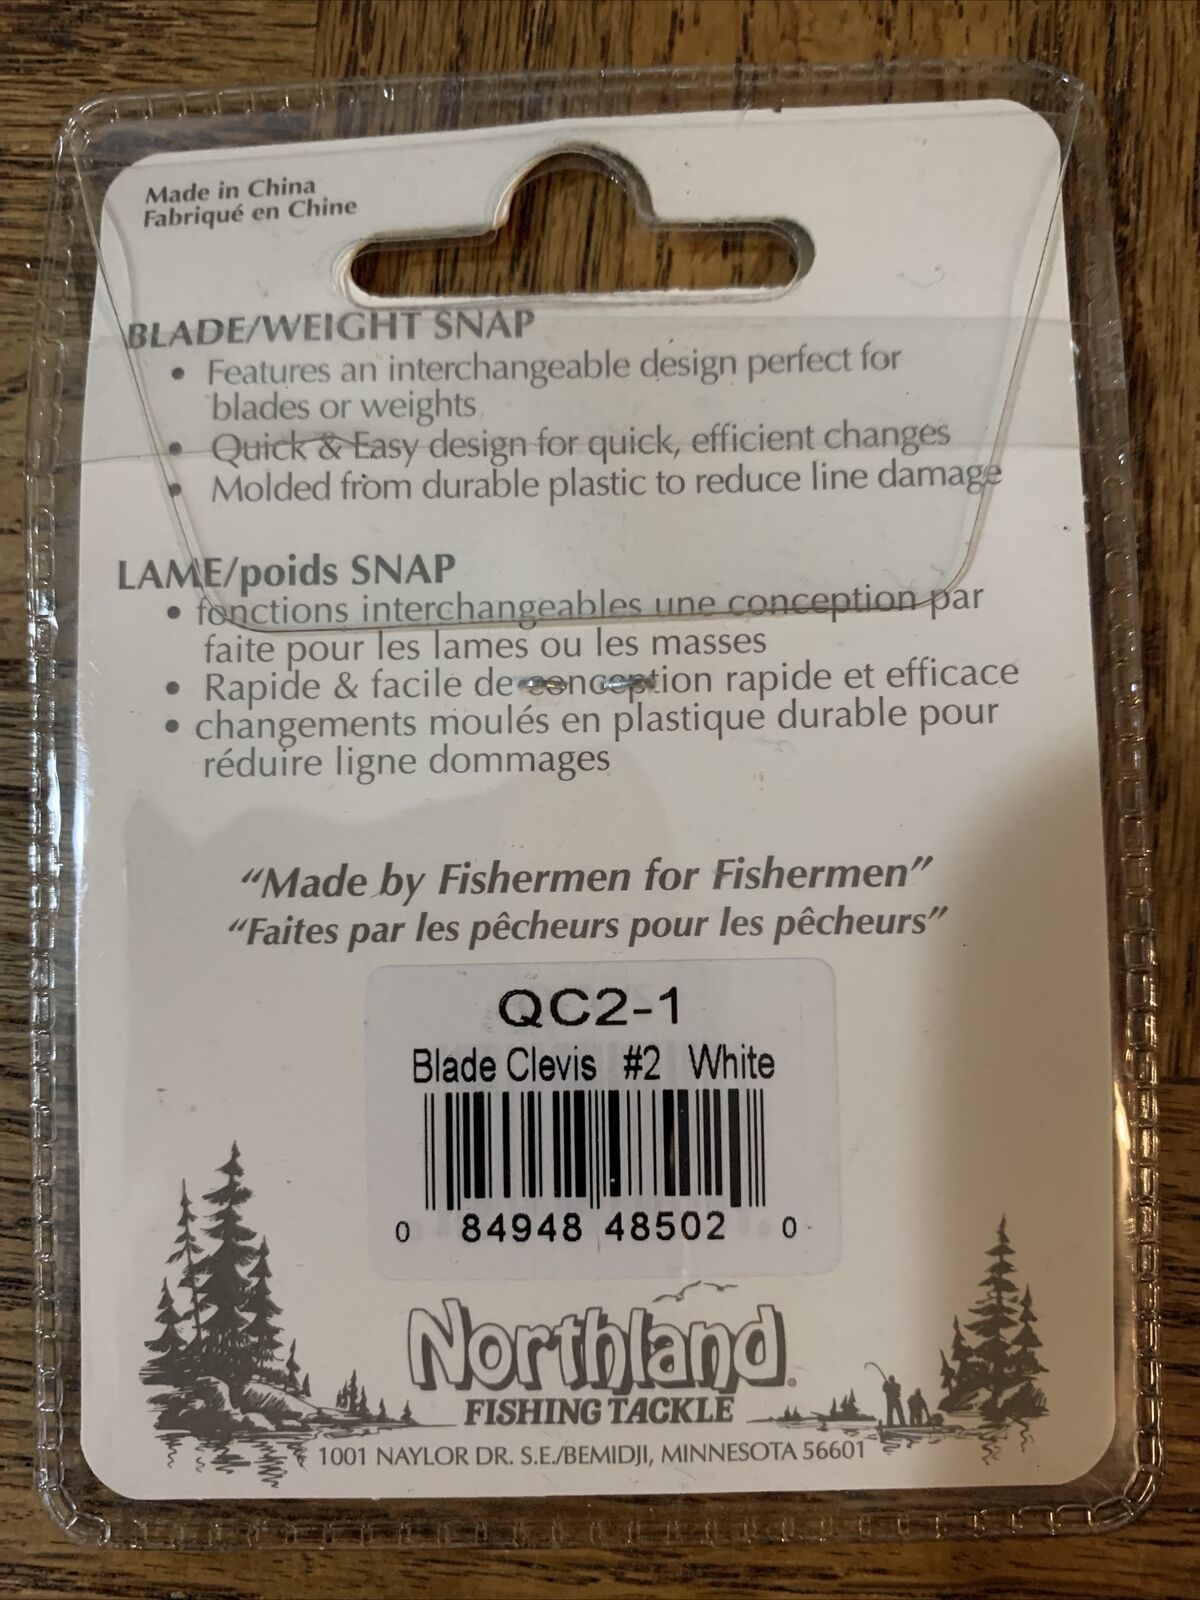 Made in China
Fabriqué en Chine
BLADE/WEIGHT SNAP
• Features an interchangeable design perfect for
blades or weights
• Quick & Easy design for quick, efficient changes
• Molded from durable plastic to reduce line damage
LAME/poids SNAP
• fonctions interchangeables une conception par
faite pour les lames ou les masses
• Rapide & facile de conception rapide et efficace
• changements moulés en plastique durable pour
réduire ligne dommages
“Made by Fishermen for Fishermen”
“Faites par les pêcheurs pour les pêcheurs”
QC2-1
Blade Clevis #2 White
0 84948 48502 0
Northland
FISHING TACKLE
1001 NAYLOR DR. S.E./BEMIDJI, MINNESOTA 56601